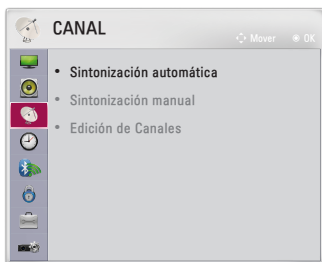 CANAL
Mover OK
• Sintonización automática
• Sintonización manual
• Edición de Canales